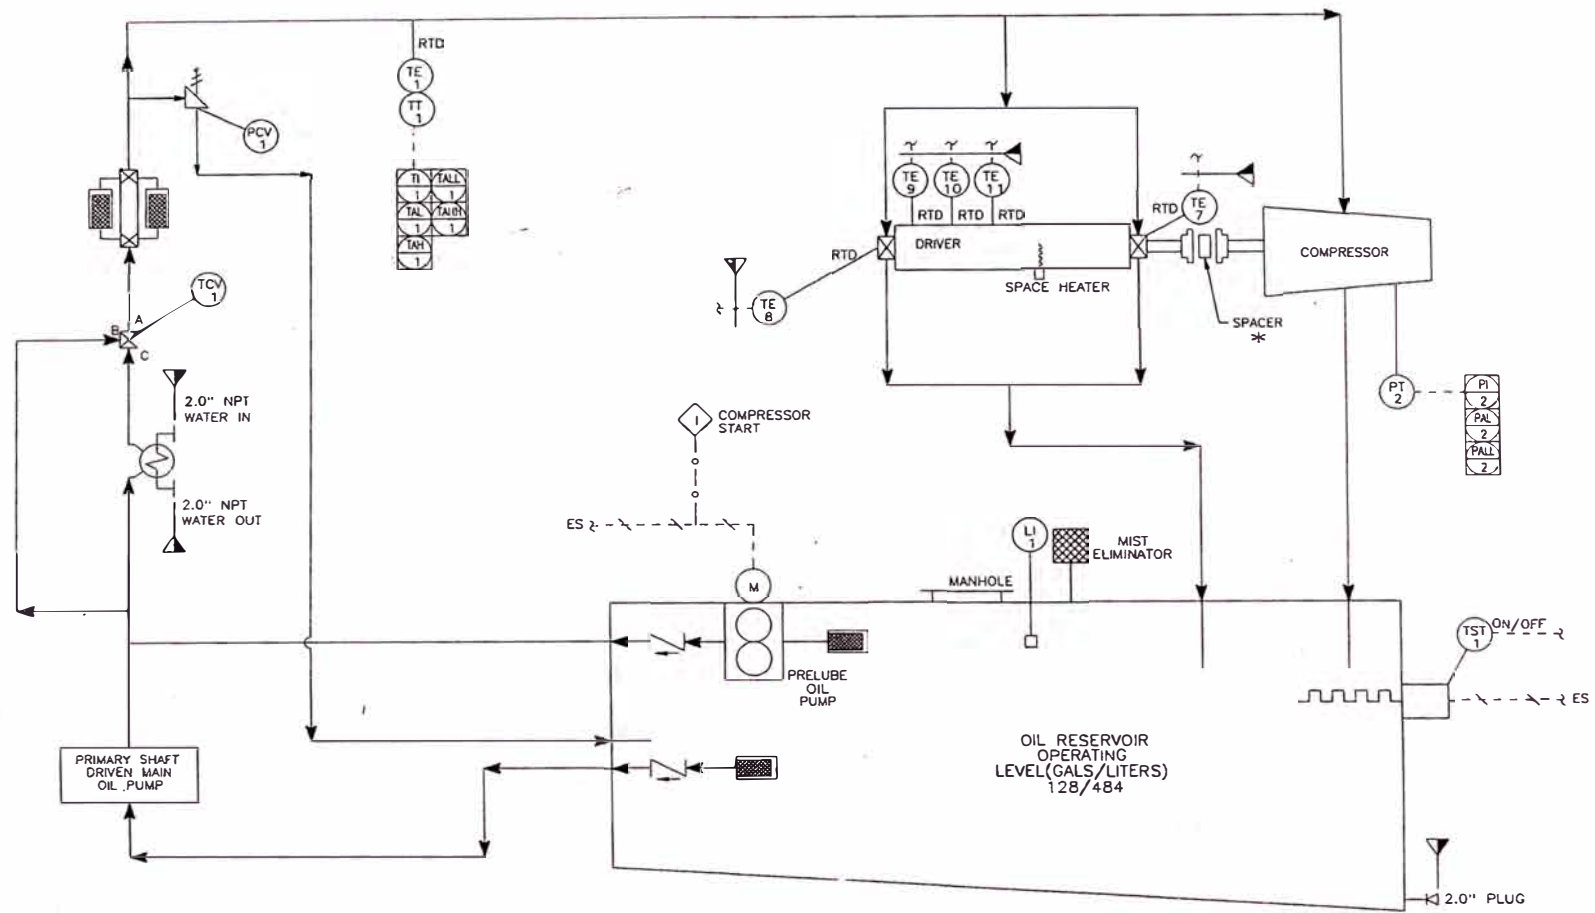 RTD
TE
1
TT
1
PCV
1
TI
1
TALL
1
TAL
1
TAHH
1
TAH
1
TE
9
TE
10
TE
11
RTD
RTD
RTD
DRIVER
SPACE HEATER
RTD
TE
7
RTD
TE
8
COMPRESSOR
SPACER
*
TCV
1
A
B
C
2.0" NPT
WATER IN
2.0" NPT
WATER OUT
PT
2
PI
2
PAL
2
PALL
2
I
COMPRESSOR
START
ES
M
LI
1
MIST
ELIMINATOR
MANHOLE
PRELUBE
OIL
PUMP
TST
1
ON/OFF
ES
PRIMARY SHAFT
DRIVEN MAIN
OIL PUMP
OIL RESERVOIR
OPERATING
LEVEL(GALS/LITERS)
128/484
2.0" PLUG